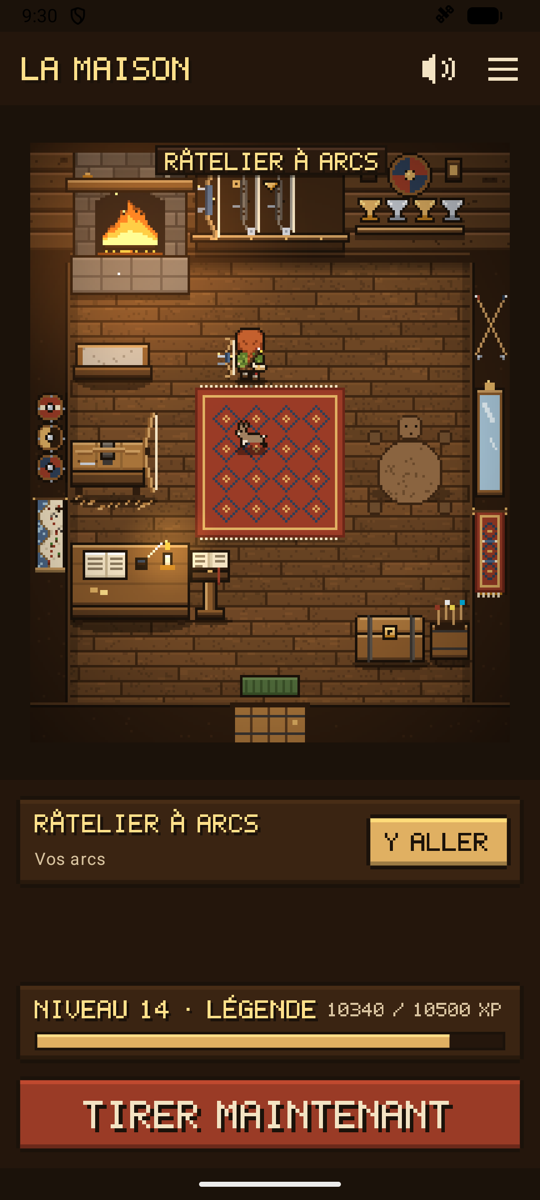 9:30
LA MAISON
RÂTELIER À ARCS
RÂTELIER À ARCS
Vos arcs
Y ALLER
NIVEAU 14 · LÉGENDE 10340 / 10500 XP
TIRER MAINTENANT